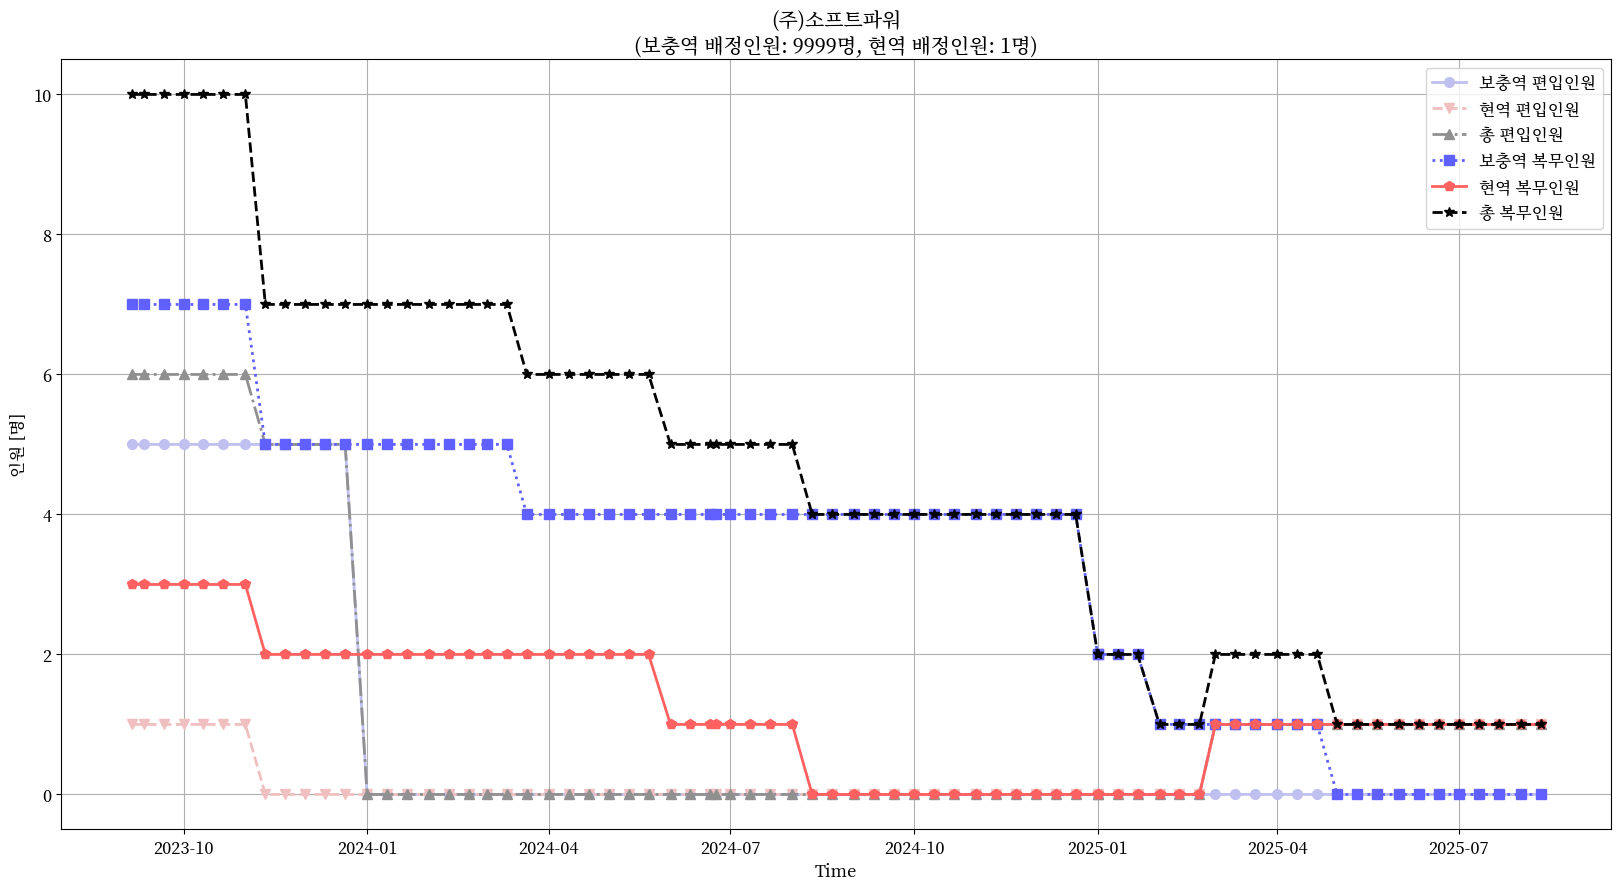 (주)소프트파워
(보충역 배정인원: 9999명, 현역 배정인원: 1명)
보충역 편입인원
현역 편입인원
총 편입인원
보충역 복무인원
현역 복무인원
총 복무인원
인원 [명]
10
8
6
4
2
0
2023-10
2024-01
2024-04
2024-07
2024-10
2025-01
2025-04
2025-07
Time